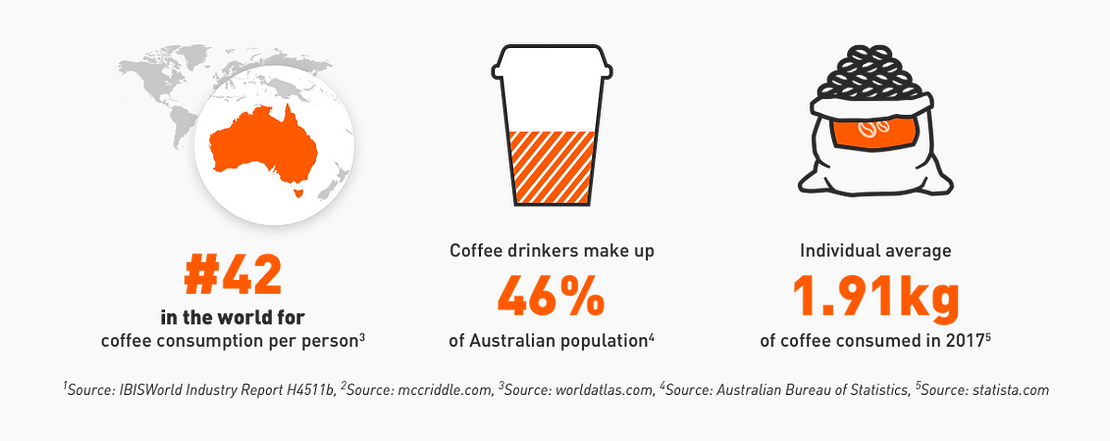 #42
in the world for
coffee consumption per person³
Coffee drinkers make up
46%
of Australian population⁴
Individual average
1.91kg
of coffee consumed in 2017⁵
¹Source: IBISWorld Industry Report H4511b, ²Source: mccriddle.com, ³Source: worldatlas.com, ⁴Source: Australian Bureau of Statistics, ⁵Source: statista.com